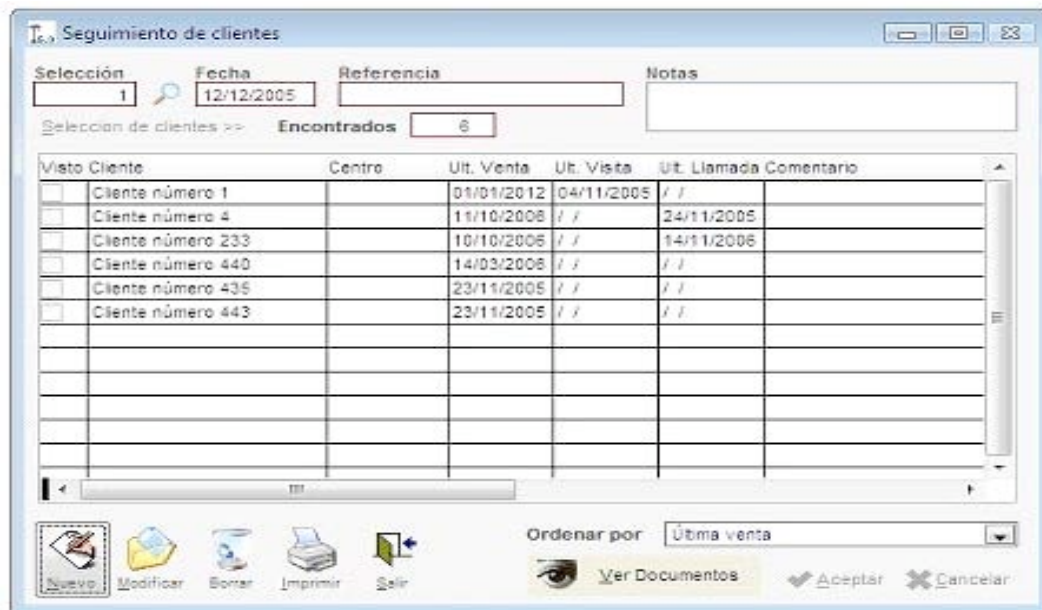 Seguimiento de clientes
Selección Fecha Referencia Notas
1 12/12/2005
Seleccion de clientes >> Encontrados 6
Visto Cliente Centro Ult. Venta Ult. Visita Ult. Llamada Comentario
Cliente número 1 01/01/2012 04/11/2005 / /
Cliente número 4 11/10/2006 / / 24/11/2005
Cliente número 233 10/10/2006 / / 14/11/2006
Cliente número 440 14/03/2006 / / / /
Cliente número 435 23/11/2005 / / / /
Cliente número 443 23/11/2005 / / / /
Ordenar por Última venta
Nuevo Modificar Borrar Imprimir Salir Ver Documentos Aceptar Cancelar